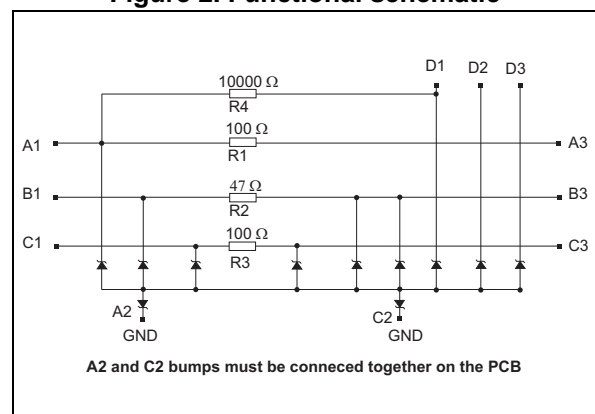 Figure 2. Functional schematic
D1 D2 D3
10000 Ω
R4
100 Ω
A1 A3
R1
47 Ω
B1 B3
R2
100 Ω
C1 C3
R3
A2 C2
GND GND
A2 and C2 bumps must be conneced together on the PCB